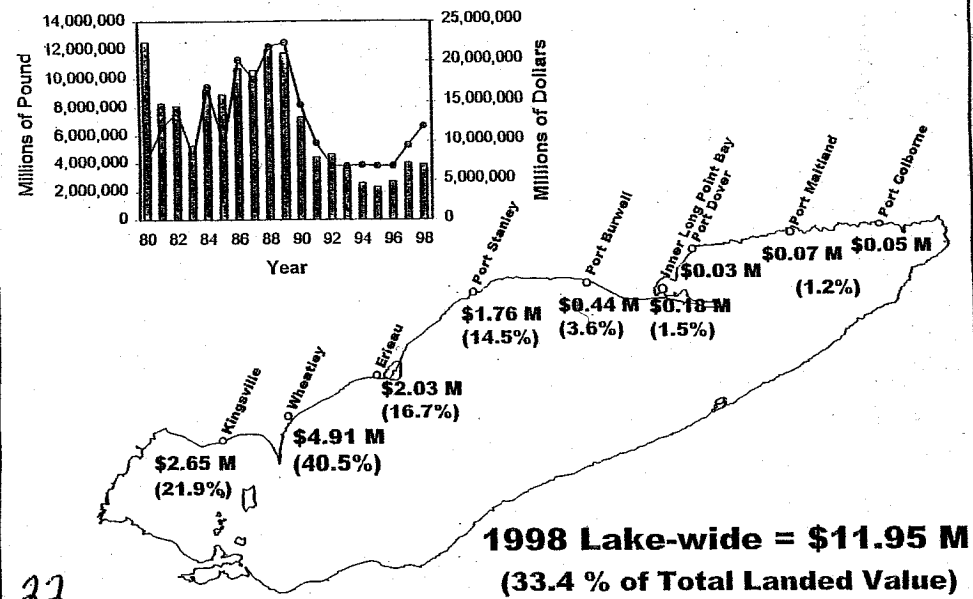 14,000,000
12,000,000
10,000,000
8,000,000
6,000,000
4,000,000
2,000,000
0
Millions of Pound
25,000,000
20,000,000
15,000,000
10,000,000
5,000,000
0
Millions of Dollars
80 82 84 86 88 90 92 94 96 98
Year
Kingsville
$2.65 M
(21.9%)
Wheatley
$4.91 M
(40.5%)
Erieau
$2.03 M
(16.7%)
Port Stanley
$1.76 M
(14.5%)
Port Burwell
$0.44 M
(3.6%)
Inner Long Point Bay
$0.18 M
(1.5%)
Port Dover
$0.03 M
Port Maitland
$0.07 M
(1.2%)
Port Colborne
$0.05 M
1998 Lake-wide = $11.95 M
(33.4 % of Total Landed Value)